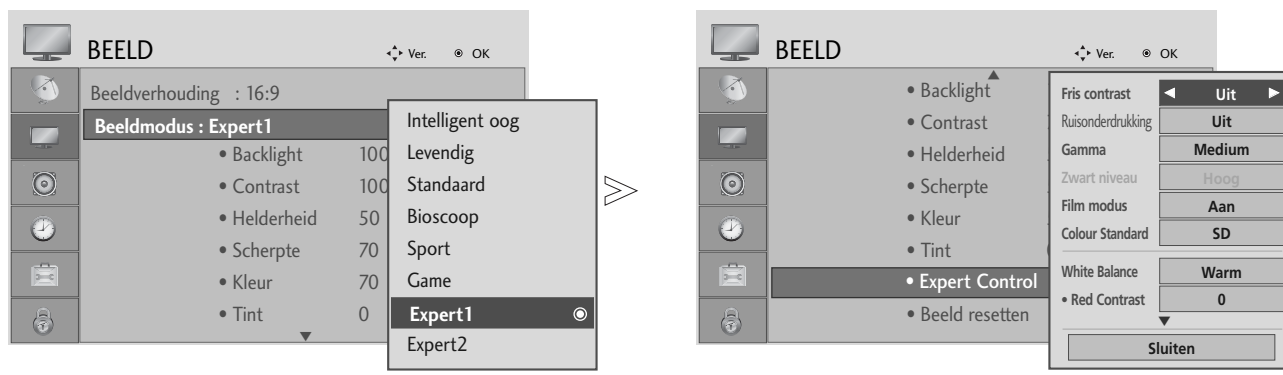 BEELD
Ver. OK
Beeldverhouding : 16:9
Beeldmodus : Expert1
• Backlight 100
• Contrast 100
• Helderheid 50
• Scherpte 70
• Kleur 70
• Tint 0
Intelligent oog
Levendig
Standaard
Bioscoop
Sport
Game
Expert1
Expert2
BEELD
Ver. OK
• Backlight
• Contrast
• Helderheid
• Scherpte
• Kleur
• Tint
• Expert Control
• Beeld resetten
Fris contrast Uit
Ruisonderdrukking Uit
Gamma Medium
Zwart niveau Hoog
Film modus Aan
Colour Standard SD
White Balance Warm
• Red Contrast 0
Sluiten